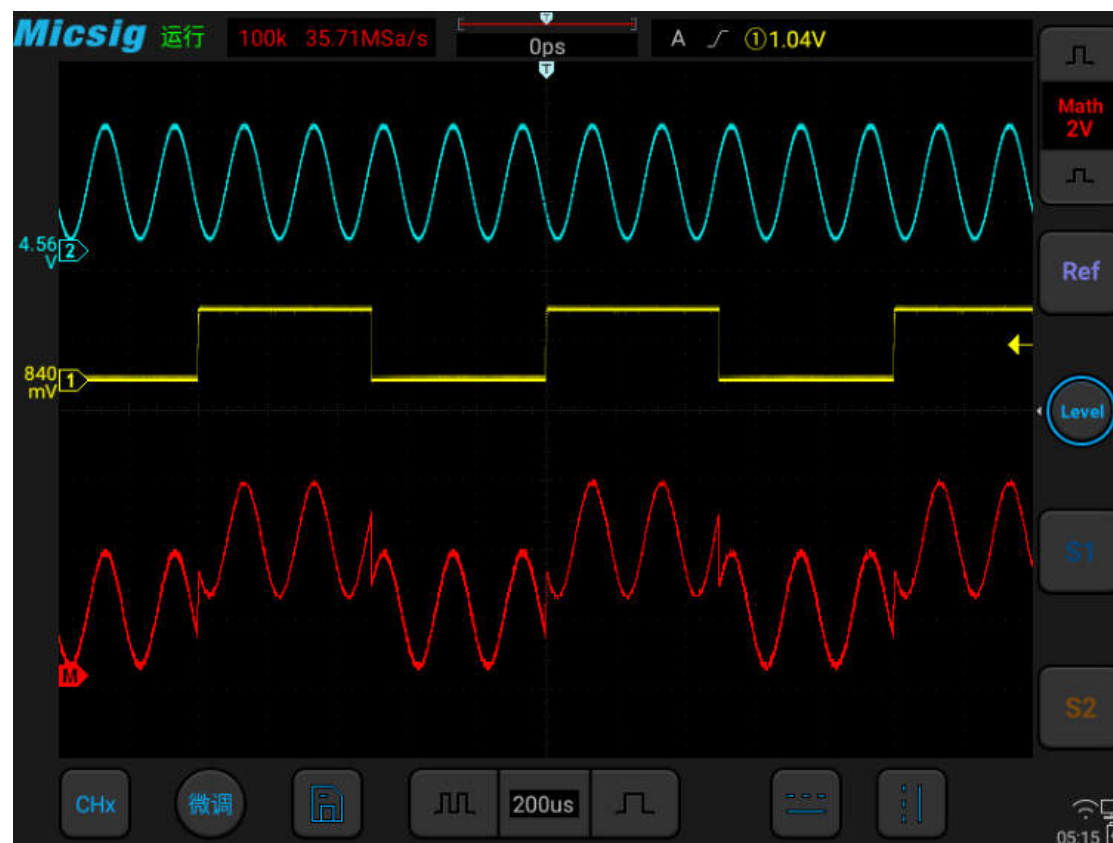 Micsig 运行 100k 35.71MSa/s T 0ps A ①1.04V
T
Math
2V
4.56
V 2
Ref
840
mV 1
Level
S1
M
S2
CHx 微调 200us
05:15